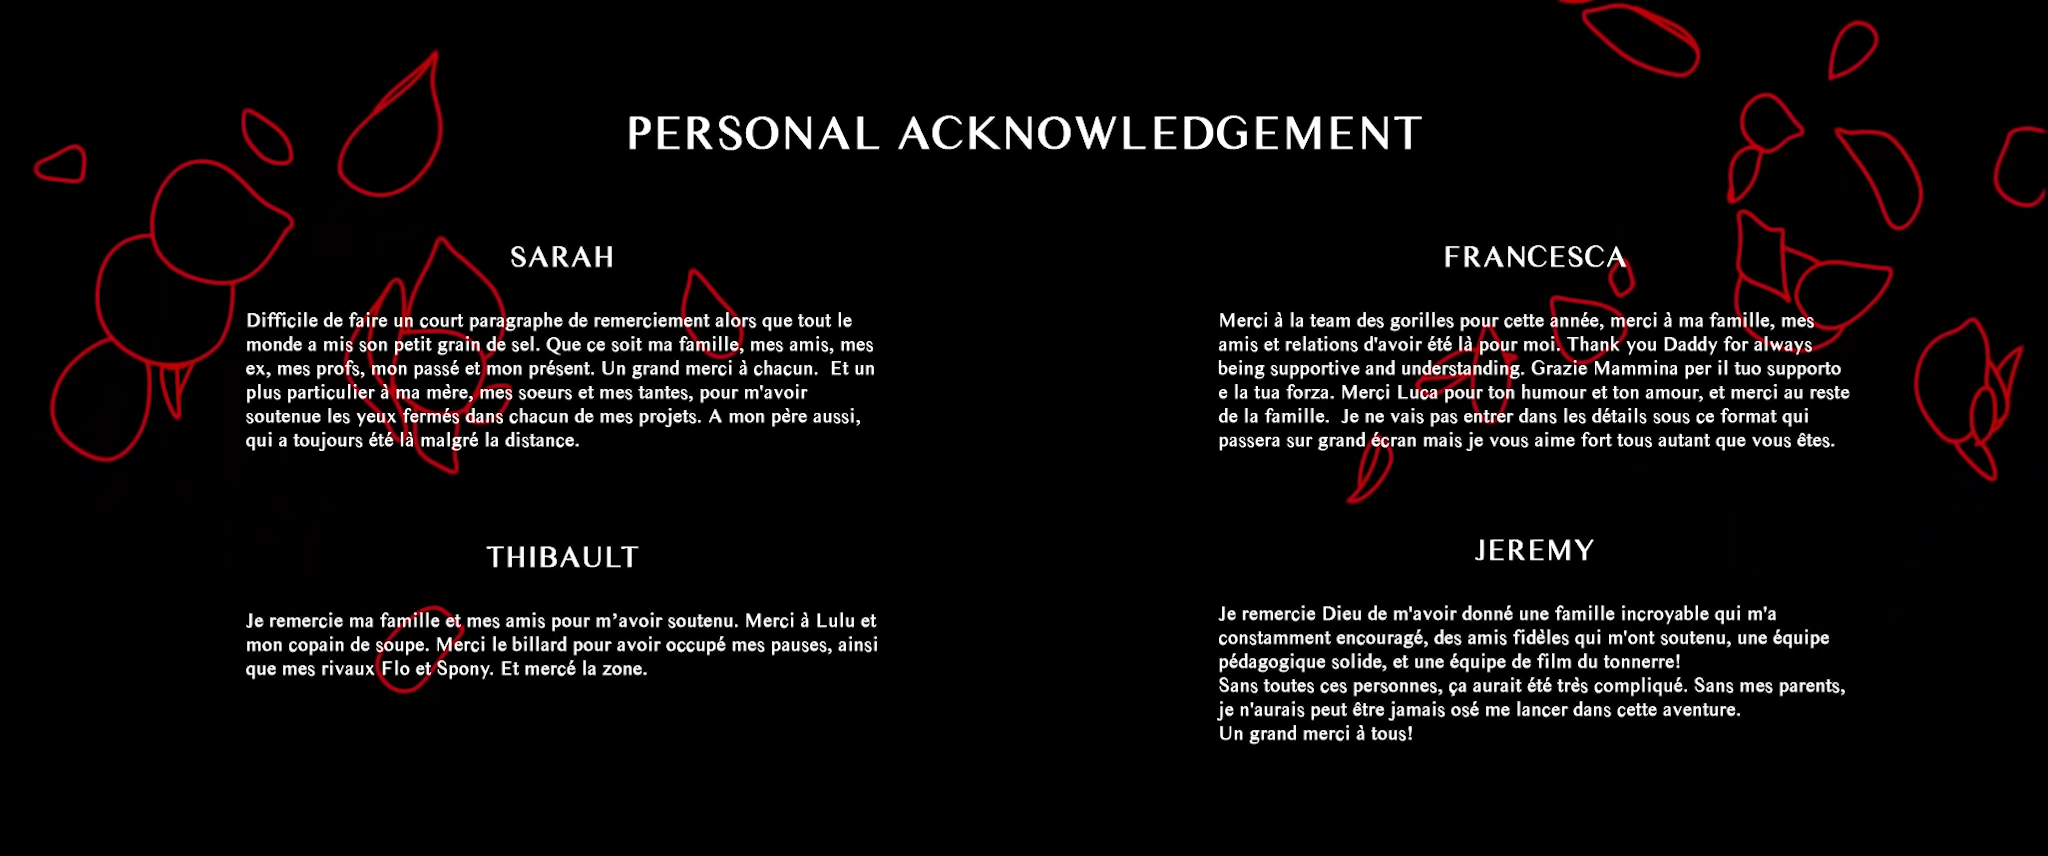 PERSONAL ACKNOWLEDGEMENT
SARAH
Difficile de faire un court paragraphe de remerciement alors que tout le
monde a mis son petit grain de sel. Que ce soit ma famille, mes amis, mes
ex, mes profs, mon passé et mon présent. Un grand merci à chacun.  Et un
plus particulier à ma mère, mes soeurs et mes tantes, pour m'avoir
soutenue les yeux fermés dans chacun de mes projets. A mon père aussi,
qui a toujours été là malgré la distance.
FRANCESCA
Merci à la team des gorilles pour cette année, merci à ma famille, mes
amis et relations d'avoir été là pour moi. Thank you Daddy for always
being supportive and understanding. Grazie Mammina per il tuo supporto
e la tua forza. Merci Luca pour ton humour et ton amour, et merci au reste
de la famille.  Je ne vais pas entrer dans les détails sous ce format qui
passera sur grand écran mais je vous aime fort tous autant que vous êtes.
THIBAULT
Je remercie ma famille et mes amis pour m’avoir soutenu. Merci à Lulu et
mon copain de soupe. Merci le billard pour avoir occupé mes pauses, ainsi
que mes rivaux Flo et Spony. Et mercé la zone.
JEREMY
Je remercie Dieu de m'avoir donné une famille incroyable qui m'a
constamment encouragé, des amis fidèles qui m'ont soutenu, une équipe
pédagogique solide, et une équipe de film du tonnerre!
Sans toutes ces personnes, ça aurait été très compliqué. Sans mes parents,
je n'aurais peut être jamais osé me lancer dans cette aventure.
Un grand merci à tous!